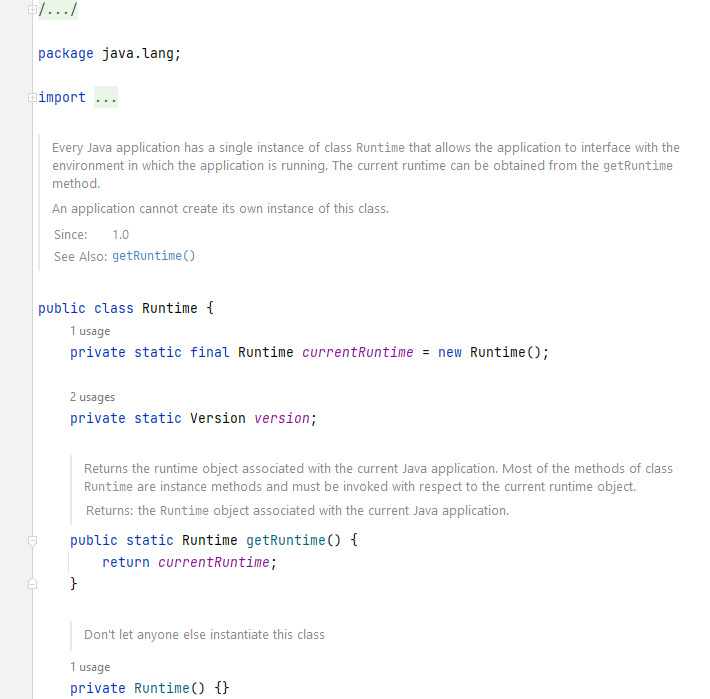 /.../
package java.lang;
import ...
Every Java application has a single instance of class Runtime that allows the application to interface with the
environment in which the application is running. The current runtime can be obtained from the getRuntime
method.
An application cannot create its own instance of this class.
Since: 1.0
See Also: getRuntime()
public class Runtime {
1 usage
private static final Runtime currentRuntime = new Runtime();
2 usages
private static Version version;
Returns the runtime object associated with the current Java application. Most of the methods of class
Runtime are instance methods and must be invoked with respect to the current runtime object.
Returns: the Runtime object associated with the current Java application.
public static Runtime getRuntime() {
return currentRuntime;
}
Don't let anyone else instantiate this class
1 usage
private Runtime() {}